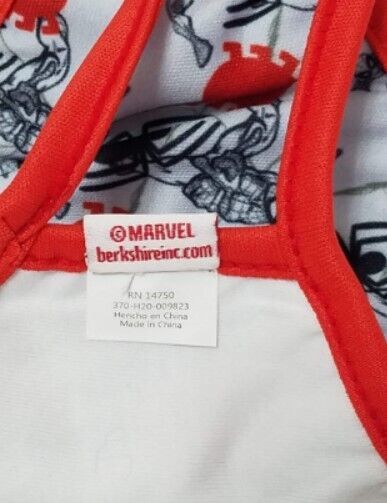 © MARVEL
berkshireinc.com
RN 14750
370-H20-009823
Hencho en China
Made in China